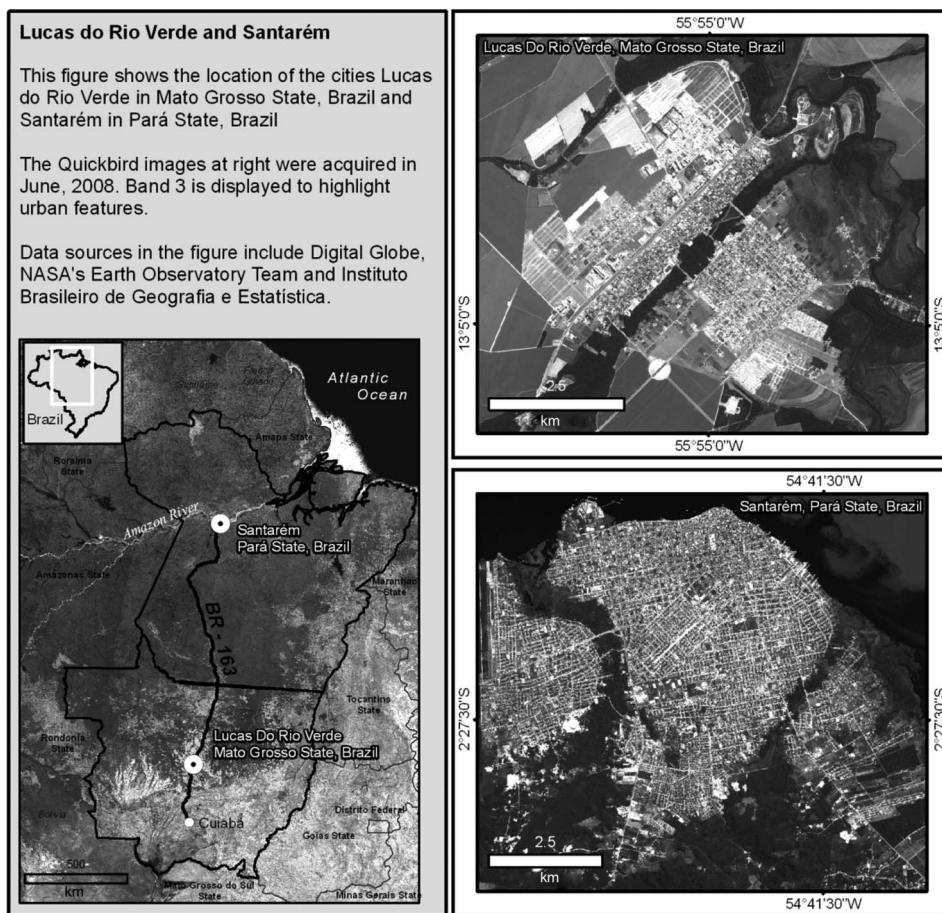 Lucas do Rio Verde and Santarém
This figure shows the location of the cities Lucas
do Rio Verde in Mato Grosso State, Brazil and
Santarém in Pará State, Brazil
The Quickbird images at right were acquired in
June, 2008. Band 3 is displayed to highlight
urban features.
Data sources in the figure include Digital Globe,
NASA's Earth Observatory Team and Instituto
Brasileiro de Geografia e Estatística.
Brazil
Suriname
French
Guiana
Atlantic
Ocean
Roraima
State
Amapa State
Amazon River
Santarém
Pará State, Brazil
Amazonas State
Maranhao
State
BR - 163
Tocantins
State
Rondonia
State
Lucas Do Rio Verde
Mato Grosso State, Brazil
Bolivia
Cuiabá
Distrito Federal
Goias State
500
km
Mato Grosso do Sul
State
Minas Gerais State
55°55'0"W
Lucas Do Rio Verde, Mato Grosso State, Brazil
13°5'0"S
13°5'0"S
2.5
km
55°55'0"W
54°41'30"W
Santarém, Pará State, Brazil
2°27'30"S
2°27'30"S
2.5
km
54°41'30"W